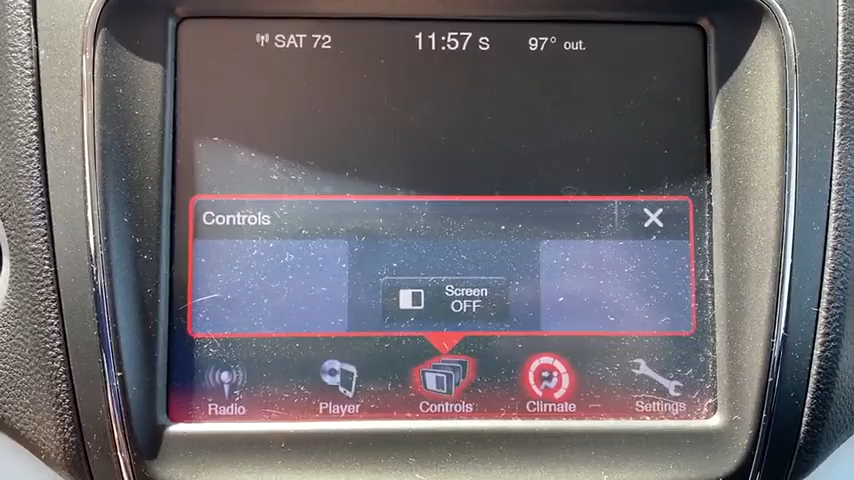 SAT 72 11:57 S 97° out.
Controls
Screen
OFF
Radio Player Controls Climate Settings